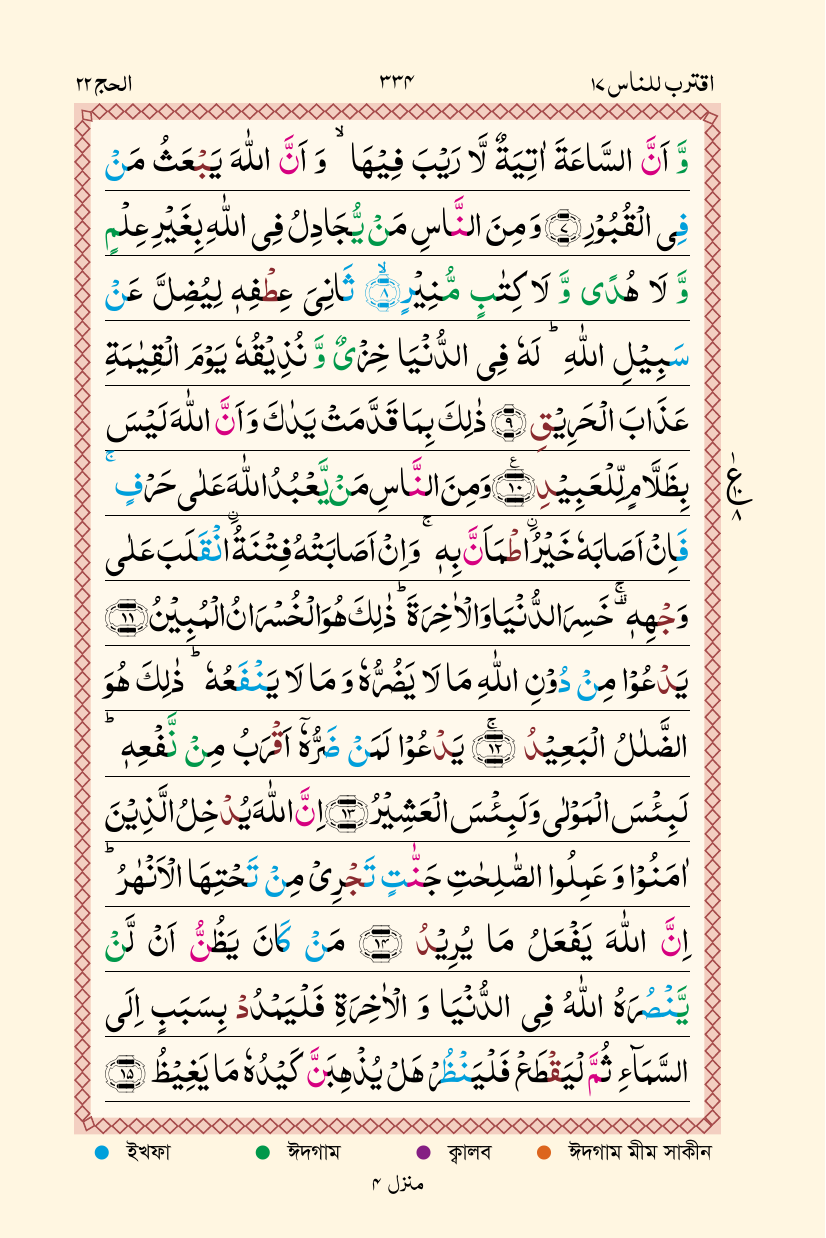 اقترب للناس ١٧ ٣٣٤ الحج ٢٢
وَّ اَنَّ السَّاعَةَ اٰتِيَةٌ لَّا رَيْبَ فِيْهَا ۙ وَ اَنَّ اللّٰهَ يَبْعَثُ مَنْ
فِى الْقُبُوْرِ ﴿٧﴾ وَ مِنَ النَّاسِ مَنْ يُّجَادِلُ فِى اللّٰهِ بِغَيْرِ عِلْمٍ
وَّ لَا هُدًى وَّ لَا كِتٰبٍ مُّنِيْرٍ ۙ﴿٨﴾ ثَانِىَ عِطْفِهٖ لِيُضِلَّ عَنْ
سَبِيْلِ اللّٰهِ ؕ لَهٗ فِى الدُّنْيَا خِزْىٌ وَّ نُذِيْقُهٗ يَوْمَ الْقِيٰمَةِ
عَذَابَ الْحَرِيْقِ ﴿٩﴾ ذٰلِكَ بِمَا قَدَّمَتْ يَدٰكَ وَ اَنَّ اللّٰهَ لَيْسَ
بِظَلَّامٍ لِّلْعَبِيْدِ ﴿١٠﴾ع وَمِنَ النَّاسِ مَنْ يَّعْبُدُ اللّٰهَ عَلٰى حَرْفٍ ۚ
ع ٨
فَاِنْ اَصَابَهٗ خَيْرُ ۨاطْمَاَنَّ بِهٖ ۚ وَاِنْ اَصَابَتْهُ فِتْنَةُ ۨانْقَلَبَ عَلٰى
وَجْهِهٖ ۚ خَسِرَ الدُّنْيَا وَالْاٰخِرَةَ ؕ ذٰلِكَ هُوَ الْخُسْرَانُ الْمُبِيْنُ ﴿١١﴾
يَدْعُوْا مِنْ دُوْنِ اللّٰهِ مَا لَا يَضُرُّهٗ وَ مَا لَا يَنْفَعُهٗ ؕ ذٰلِكَ هُوَ
الضَّلٰلُ الْبَعِيْدُ ۚ﴿١٢﴾ يَدْعُوْا لَمَنْ ضَرُّهٗۤ اَقْرَبُ مِنْ نَّفْعِهٖ ؕ
لَبِئْسَ الْمَوْلٰى وَلَبِئْسَ الْعَشِيْرُ ﴿١٣﴾ اِنَّ اللّٰهَ يُدْخِلُ الَّذِيْنَ
اٰمَنُوْا وَ عَمِلُوا الصّٰلِحٰتِ جَنّٰتٍ تَجْرِىْ مِنْ تَحْتِهَا الْاَنْهٰرُ ؕ
اِنَّ اللّٰهَ يَفْعَلُ مَا يُرِيْدُ ﴿١٤﴾ مَنْ كَانَ يَظُنُّ اَنْ لَّنْ
يَّنْصُرَهُ اللّٰهُ فِى الدُّنْيَا وَ الْاٰخِرَةِ فَلْيَمْدُدْ بِسَبَبٍ اِلَى
السَّمَآءِ ثُمَّ لْيَقْطَعْ فَلْيَنْظُرْ هَلْ يُذْهِبَنَّ كَيْدُهٗ مَا يَغِيْظُ ﴿١٥﴾
ইখফা ঈদগাম ক্বালব ঈদগাম মীম সাকীন
منزل ٤